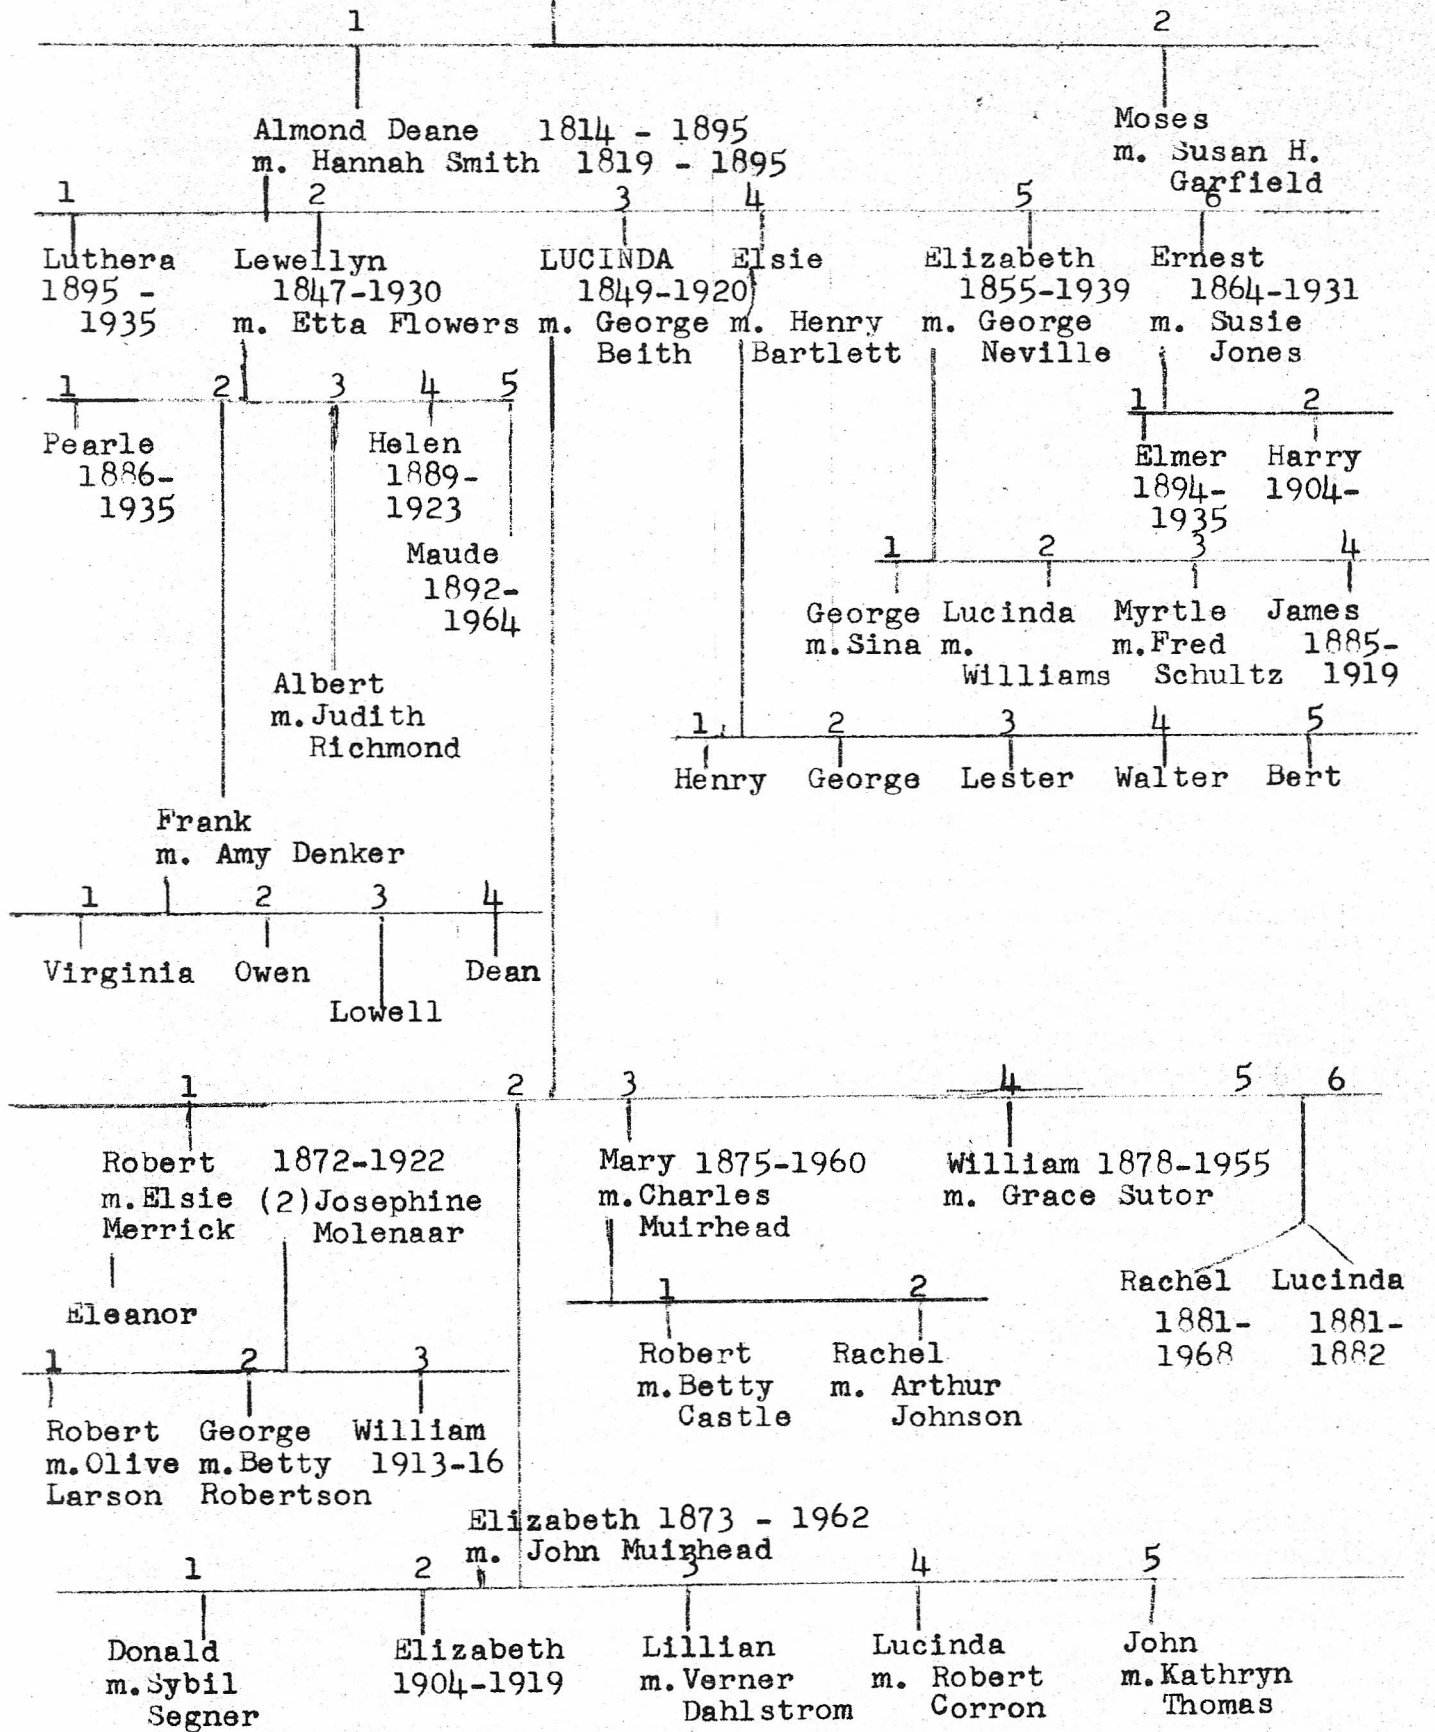 1 2
Almond Deane 1814 - 1895
m. Hannah Smith 1819 - 1895
Moses
m. Susan H.
Garfield
1 2 3 4 5 6
Luthera
1895 -
1935
Lewellyn
1847-1930
m. Etta Flowers
LUCINDA
1849-1920
m. George
Beith
Elsie
m. Henry
Bartlett
Elizabeth
1855-1939
m. George
Neville
Ernest
1864-1931
m. Susie
Jones
1 2 3 4 5
Pearle
1886-
1935
Helen
1889-
1923
Maude
1892-
1964
Albert
m.Judith
Richmond
Frank
m. Amy Denker
1 2
Elmer
1894-
1935
Harry
1904-
1 2 3 4
George
m.Sina
Lucinda
m.
Williams
Myrtle
m.Fred
Schultz
James
1885-
1919
1 2 3 4 5
Henry George Lester Walter Bert
1 2 3 4
Virginia Owen Dean
Lowell
1 2 3 4 5 6
Robert 1872-1922
m.Elsie (2)Josephine
Merrick Molenaar
Eleanor
Mary 1875-1960
m.Charles
Muirhead
William 1878-1955
m. Grace Sutor
Rachel
1881-
1968
Lucinda
1881-
1882
1 2
Robert
m.Betty
Castle
Rachel
m. Arthur
Johnson
1 2 3
Robert
m.Olive
Larson
George
m.Betty
Robertson
William
1913-16
Elizabeth 1873 - 1962
m. John Muirhead
1 2 3 4 5
Donald
m.Sybil
Segner
Elizabeth
1904-1919
Lillian
m.Verner
Dahlstrom
Lucinda
m. Robert
Corron
John
m.Kathryn
Thomas